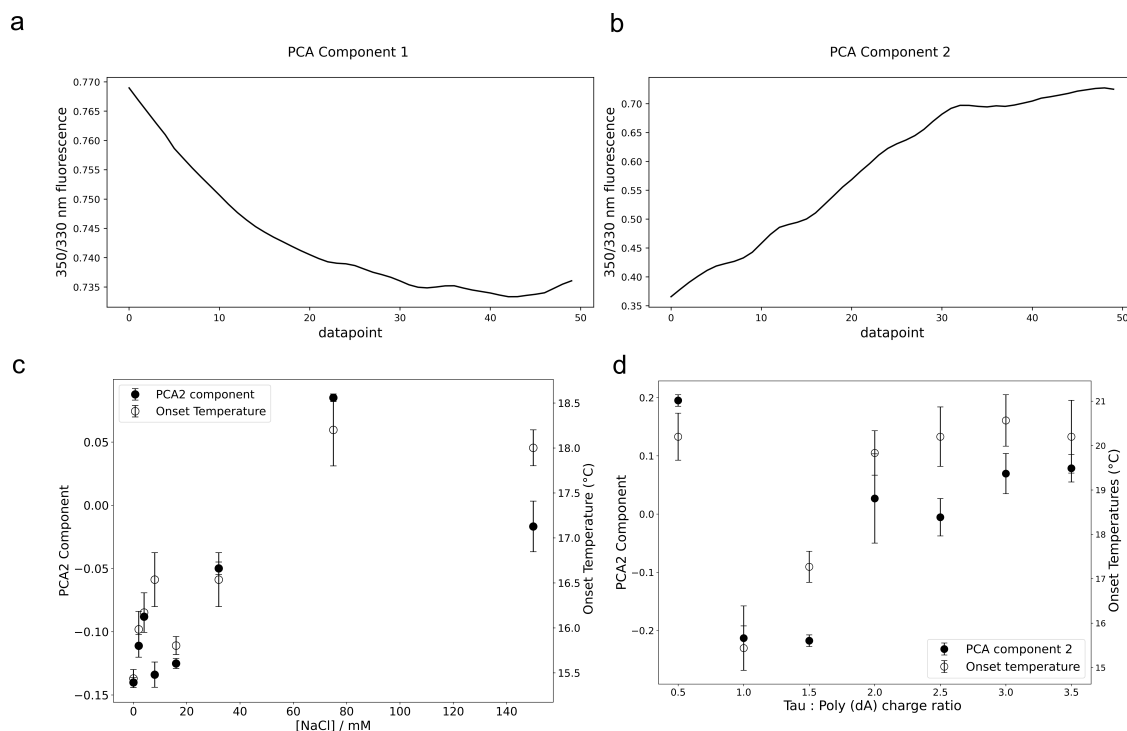 a
PCA Component 1
350/330 nm fluorescence
0.770
0.765
0.760
0.755
0.750
0.745
0.740
0.735
0 10 20 30 40 50
datapoint
b
PCA Component 2
350/330 nm fluorescence
0.70
0.65
0.60
0.55
0.50
0.45
0.40
0.35
0 10 20 30 40 50
datapoint
c
PCA2 component
Onset Temperature
PCA2 Component
0.05
0.00
−0.05
−0.10
−0.15
0 20 40 60 80 100 120 140
[NaCl] / mM
18.5
18.0
17.5
17.0
16.5
16.0
15.5
Onset Temperature (°C)
d
PCA2 Component
0.2
0.1
0.0
−0.1
−0.2
PCA component 2
Onset temperature
0.5 1.0 1.5 2.0 2.5 3.0 3.5
Tau : Poly (dA) charge ratio
21
20
19
18
17
16
15
Onset Temperatures (°C)